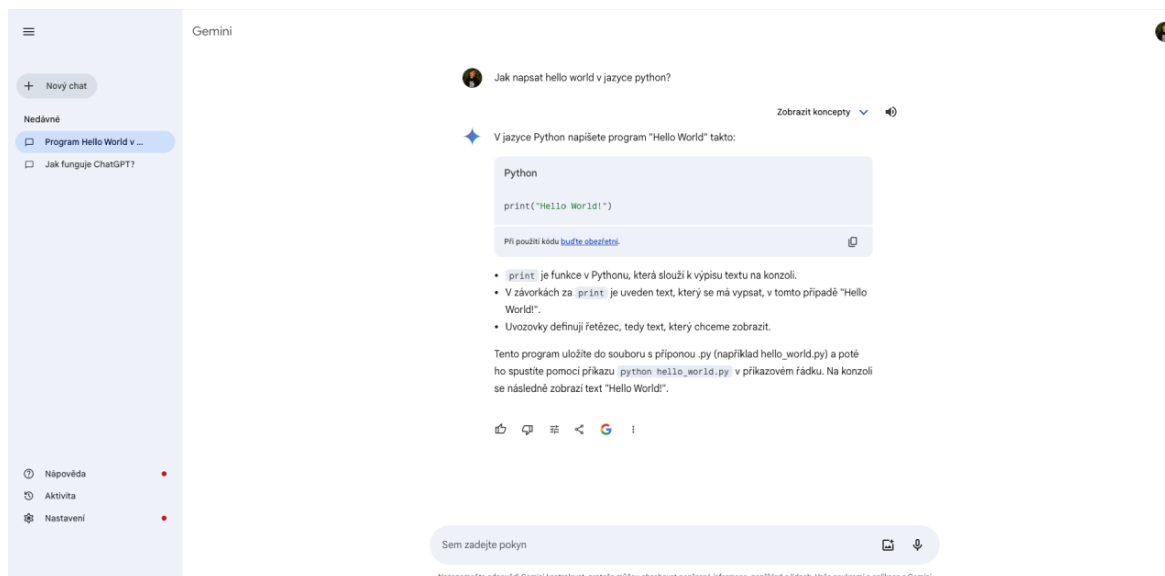 Gemini
Nový chat
Nedávné
Program Hello World v ...
Jak funguje ChatGPT?
Nápověda
Aktivita
Nastavení
Jak napsat hello world v jazyce python?
Zobrazit koncepty
V jazyce Python napíšete program "Hello World" takto:
Python
print("Hello World!")
Při použití kódu buďte obezřetní.
• print je funkce v Pythonu, která slouží k výpisu textu na konzoli.
• V závorkách za print je uveden text, který se má vypsat, v tomto případě "Hello
World!".
• Uvozovky definují řetězec, tedy text, který chceme zobrazit.
Tento program uložíte do souboru s příponou .py (například hello_world.py) a poté
ho spustíte pomocí příkazu python hello_world.py v příkazovém řádku. Na konzoli
se následně zobrazí text "Hello World!".
Sem zadejte pokyn